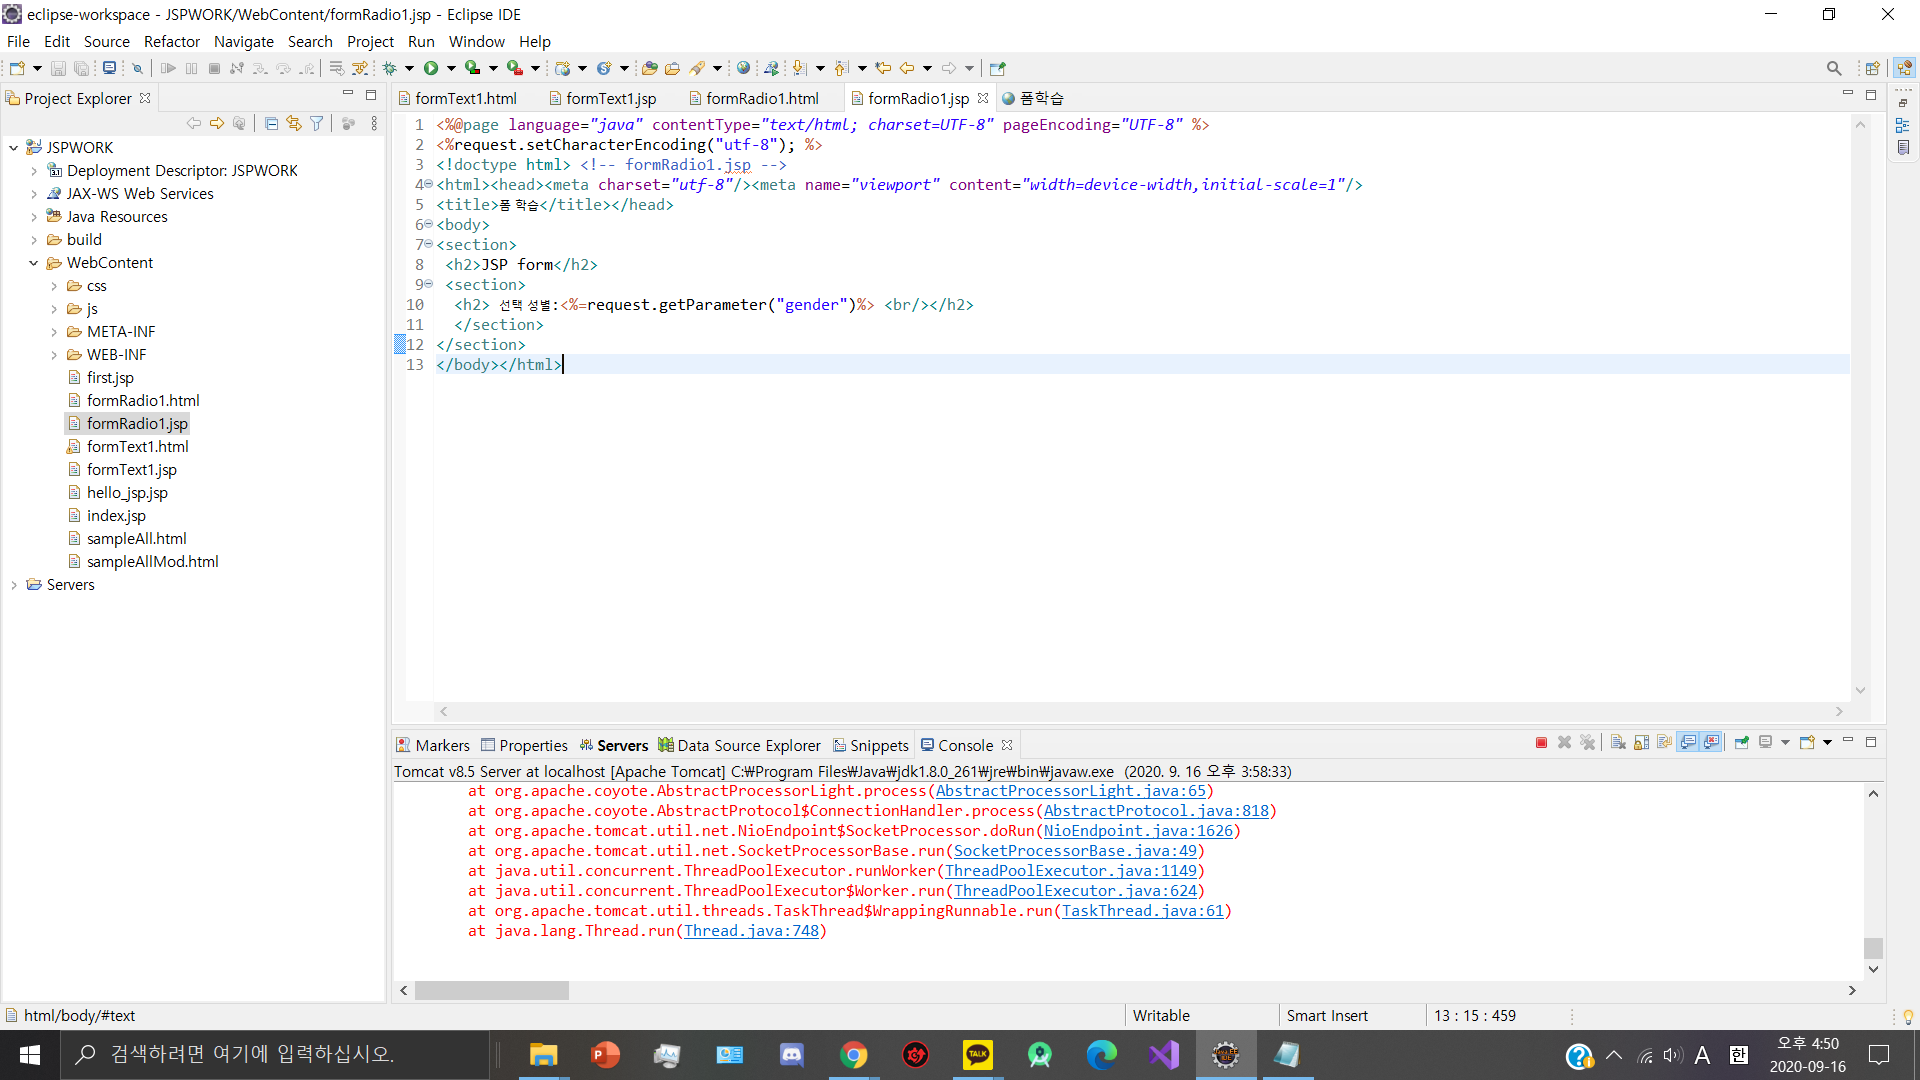 eclipse-workspace - JSPWORK/WebContent/formRadio1.jsp - Eclipse IDE
File Edit Source Refactor Navigate Search Project Run Window Help
Project Explorer
JSPWORK
Deployment Descriptor: JSPWORK
JAX-WS Web Services
Java Resources
build
WebContent
css
js
META-INF
WEB-INF
first.jsp
formRadio1.html
formRadio1.jsp
formText1.html
formText1.jsp
hello_jsp.jsp
index.jsp
sampleAll.html
sampleAllMod.html
Servers
formText1.html formText1.jsp formRadio1.html formRadio1.jsp 폼학습
1 <%@page language="java" contentType="text/html; charset=UTF-8" pageEncoding="UTF-8" %>
2 <%request.setCharacterEncoding("utf-8"); %>
3 <!doctype html> <!-- formRadio1.jsp -->
4 <html><head><meta charset="utf-8"/><meta name="viewport" content="width=device-width,initial-scale=1"/>
5 <title>폼 학습</title></head>
6 <body>
7 <section>
8 <h2>JSP form</h2>
9 <section>
10 <h2> 선택 성별:<%=request.getParameter("gender")%> <br/></h2>
11 </section>
12 </section>
13 </body></html>
Markers Properties Servers Data Source Explorer Snippets Console
Tomcat v8.5 Server at localhost [Apache Tomcat] C:₩Program Files₩Java₩jdk1.8.0_261₩jre₩bin₩javaw.exe (2020. 9. 16 오후 3:58:33)
at org.apache.coyote.AbstractProcessorLight.process(AbstractProcessorLight.java:65)
at org.apache.coyote.AbstractProtocol$ConnectionHandler.process(AbstractProtocol.java:818)
at org.apache.tomcat.util.net.NioEndpoint$SocketProcessor.doRun(NioEndpoint.java:1626)
at org.apache.tomcat.util.net.SocketProcessorBase.run(SocketProcessorBase.java:49)
at java.util.concurrent.ThreadPoolExecutor.runWorker(ThreadPoolExecutor.java:1149)
at java.util.concurrent.ThreadPoolExecutor$Worker.run(ThreadPoolExecutor.java:624)
at org.apache.tomcat.util.threads.TaskThread$WrappingRunnable.run(TaskThread.java:61)
at java.lang.Thread.run(Thread.java:748)
html/body/#text Writable Smart Insert 13 : 15 : 459
검색하려면 여기에 입력하십시오.
TALK
A 한
오후 4:50
2020-09-16